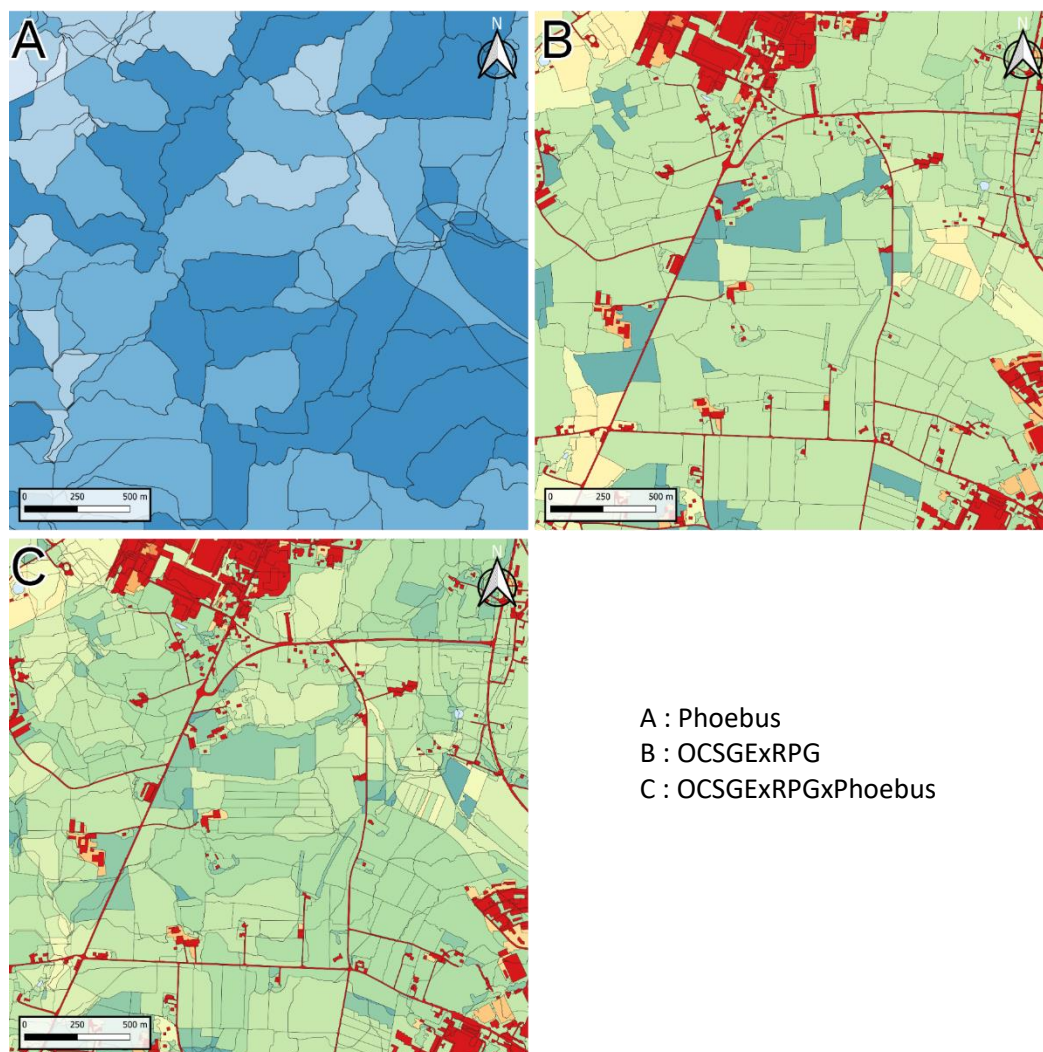 A
N
0 250 500 m
B
N
0 250 500 m
C
N
0 250 500 m
A : Phoebus
B : OCSGExRPG
C : OCSGExRPGxPhoebus